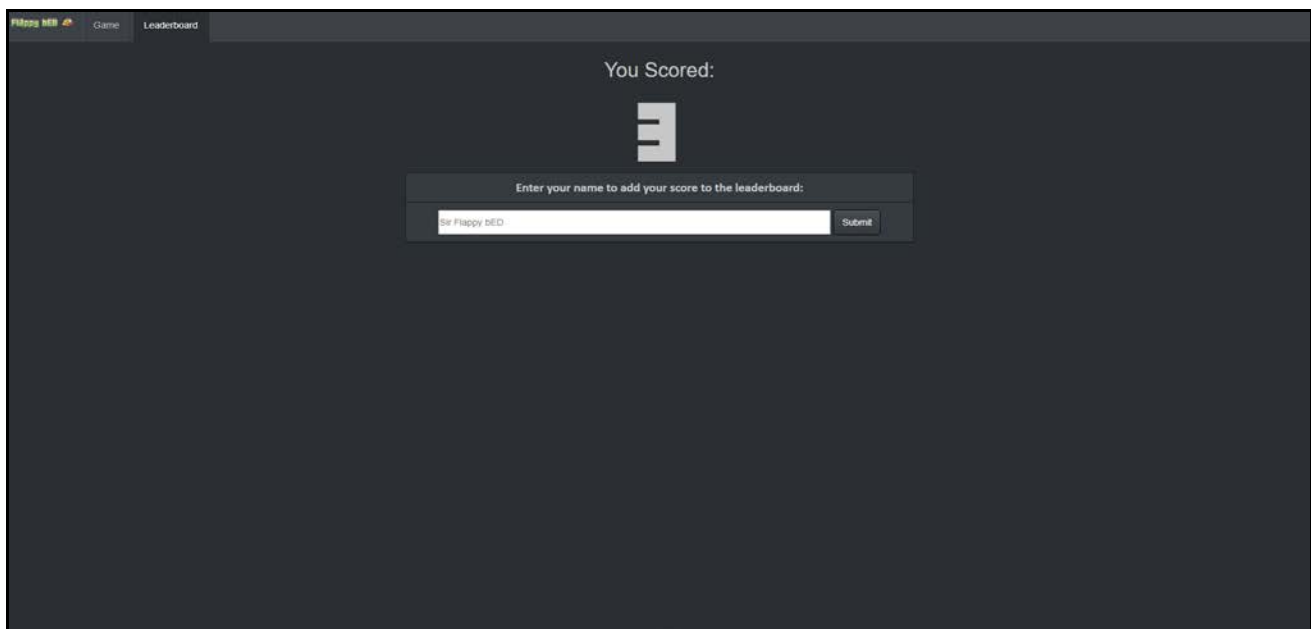 Flappy bED Game Leaderboard
You Scored:
3
Enter your name to add your score to the leaderboard:
Sir Flappy bED Submit